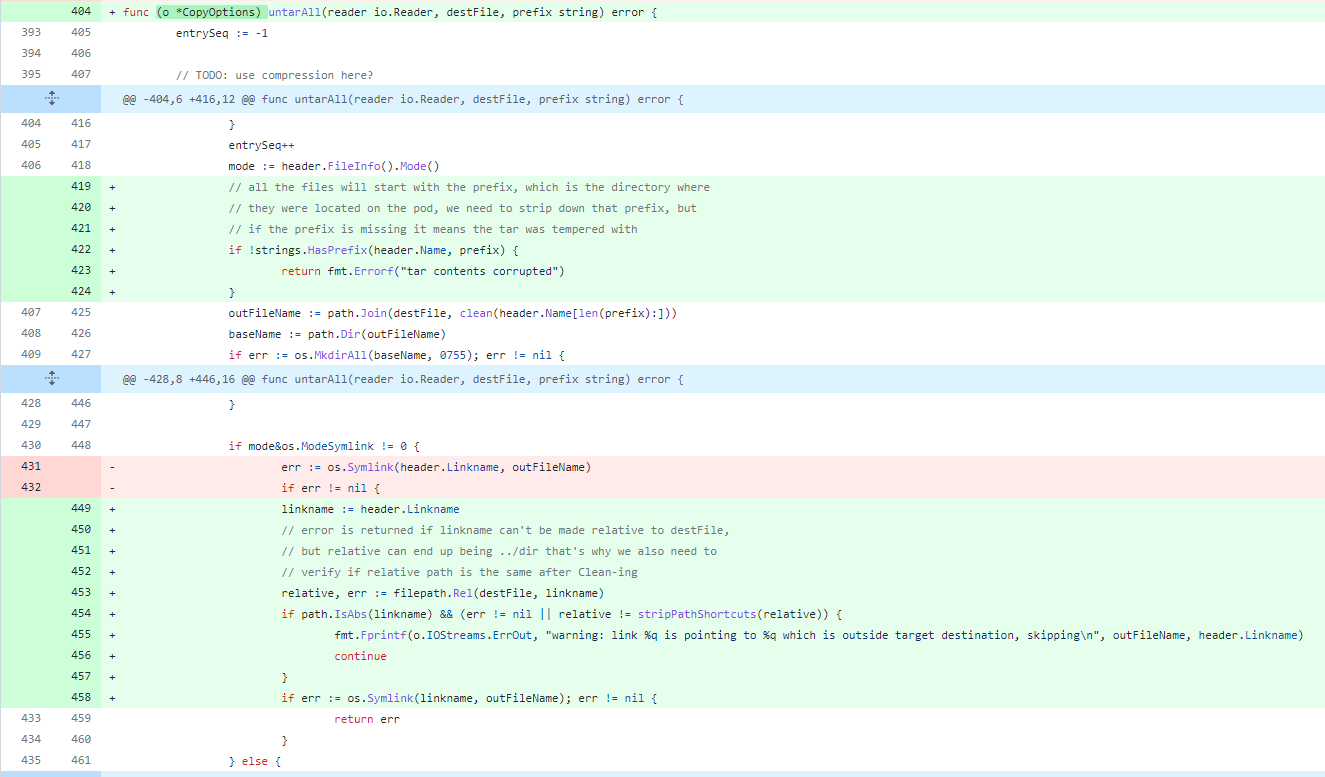 404 + func (o *CopyOptions) untarAll(reader io.Reader, destFile, prefix string) error {
393 405 entrySeq := -1
394 406
395 407 // TODO: use compression here?
@@ -404,6 +416,12 @@ func untarAll(reader io.Reader, destFile, prefix string) error {
404 416 }
405 417 entrySeq++
406 418 mode := header.FileInfo().Mode()
419 + // all the files will start with the prefix, which is the directory where
420 + // they were located on the pod, we need to strip down that prefix, but
421 + // if the prefix is missing it means the tar was tempered with
422 + if !strings.HasPrefix(header.Name, prefix) {
423 + return fmt.Errorf("tar contents corrupted")
424 + }
407 425 outFileName := path.Join(destFile, clean(header.Name[len(prefix):]))
408 426 baseName := path.Dir(outFileName)
409 427 if err := os.MkdirAll(baseName, 0755); err != nil {
@@ -428,8 +446,16 @@ func untarAll(reader io.Reader, destFile, prefix string) error {
428 446 }
429 447
430 448 if mode&os.ModeSymlink != 0 {
431 - err := os.Symlink(header.Linkname, outFileName)
432 - if err != nil {
449 + linkname := header.Linkname
450 + // error is returned if linkname can't be made relative to destFile,
451 + // but relative can end up being ../dir that's why we also need to
452 + // verify if relative path is the same after Clean-ing
453 + relative, err := filepath.Rel(destFile, linkname)
454 + if path.IsAbs(linkname) && (err != nil || relative != stripPathShortcuts(relative)) {
455 + fmt.Fprintf(o.IOStreams.ErrOut, "warning: link %q is pointing to %q which is outside target destination, skipping\n", outFileName, header.Linkname)
456 + continue
457 + }
458 + if err := os.Symlink(linkname, outFileName); err != nil {
433 459 return err
434 460 }
435 461 } else {